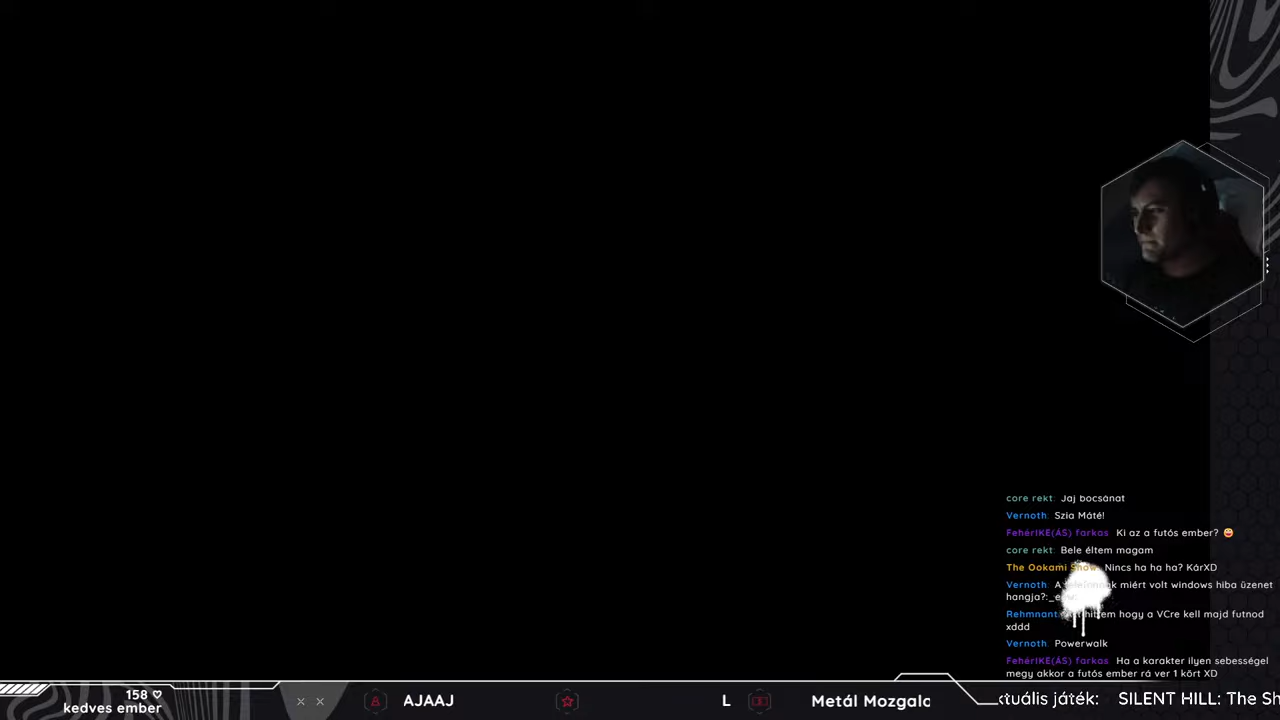 core rekt: Jaj bocsánat
Vernoth: Szia Máté!
FehérlKE(ÁS) farkas Ki az a futós ember?
core rekt: Bele éltem magam
The Ookami Show: Nincs ha ha ha? KárXD
Vernoth: A miért volt windows hiba üzenet
hangja?:
Rehmnant: hittem hogy a VCre kell majd futnod
xddd
Vernoth: Powerwalk
FehérlKE(ÁS) farkas Ha a karakter ilyen sebességel
megy akkor a futós ember rá ver 1 kört XD
158
kedves ember
AJAAJ
L
Metál Mozgalo
ktuális játék: SILENT HILL: The Sh